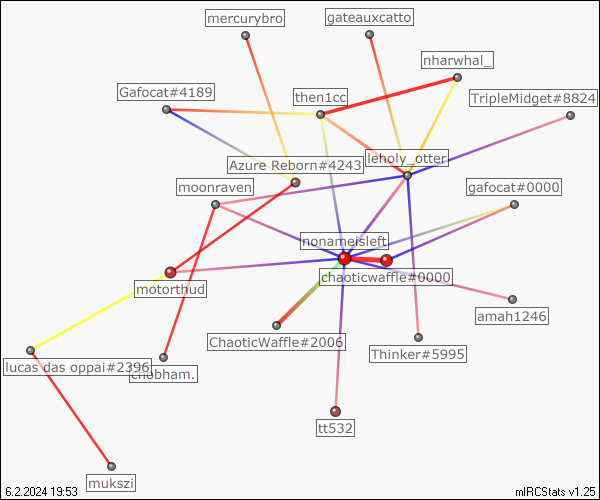 mercurybro
gateauxcatto
nharwhal_
Gafocat#4189
then1cc
TripleMidget#8824
Azure Reborn#4243
leholy_otter
moonraven
gafocat#0000
nonameisleft
chaoticwaffle#0000
motorthud
amah1246
ChaoticWaffle#2006
Thinker#5995
lucas das oppai#2396
tt532
mukszi
6.2.2024 19:53
mIRCStats v1.25